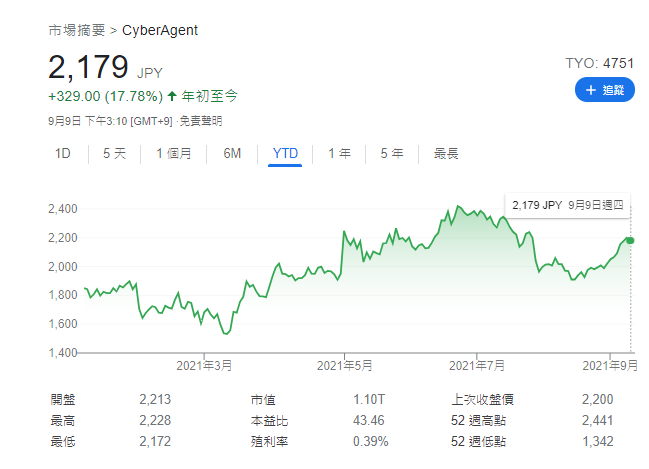 市場摘要 > CyberAgent
2,179 JPY
TYO: 4751
+329.00 (17.78%) ↑ 年初至今
+ 追蹤
9月9日 下午3:10 [GMT+9] ·免責聲明
1D 5 天 1 個月 6M YTD 1 年 5 年 最長
2,179 JPY 9月9日週四
2,400
2,200
2,000
1,800
1,600
1,400
2021年3月 2021年5月 2021年7月 2021年9月
開盤 2,213 市值 1.10T 上次收盤價 2,200
最高 2,228 本益比 43.46 52 週高點 2,441
最低 2,172 殖利率 0.39% 52 週低點 1,342